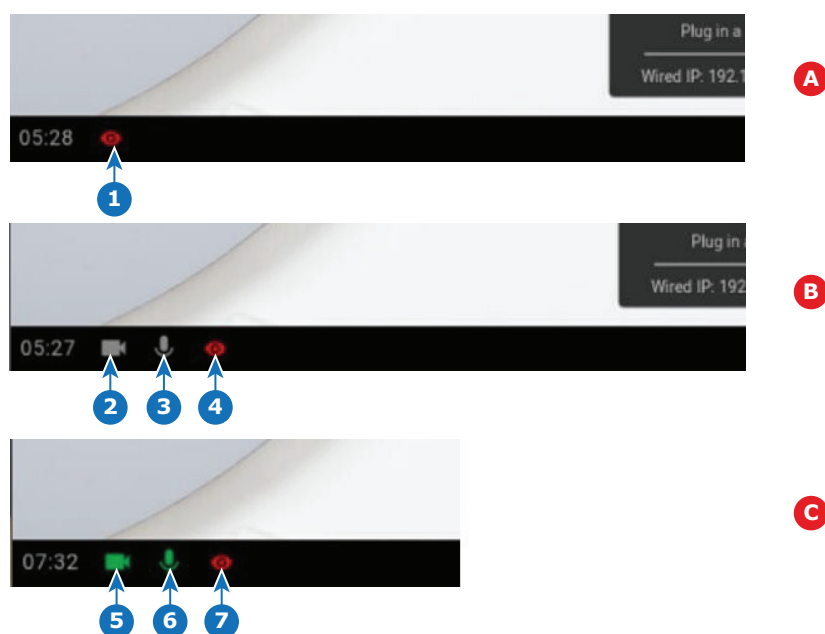 Plug in a
Wired IP: 192.1
A
05:28
1
Plug in
Wired IP: 192
B
05:27
2 3 4
C
07:32
5 6 7